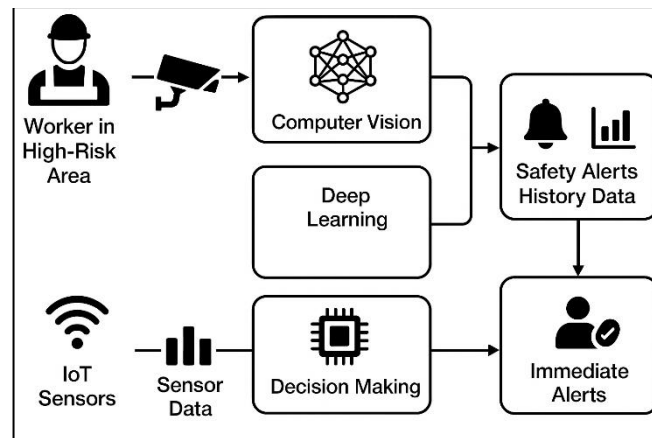 Worker in
High-Risk
Area
Computer Vision
Deep
Learning
Safety Alerts
History Data
IoT
Sensors
Sensor
Data
Decision Making
Immediate
Alerts